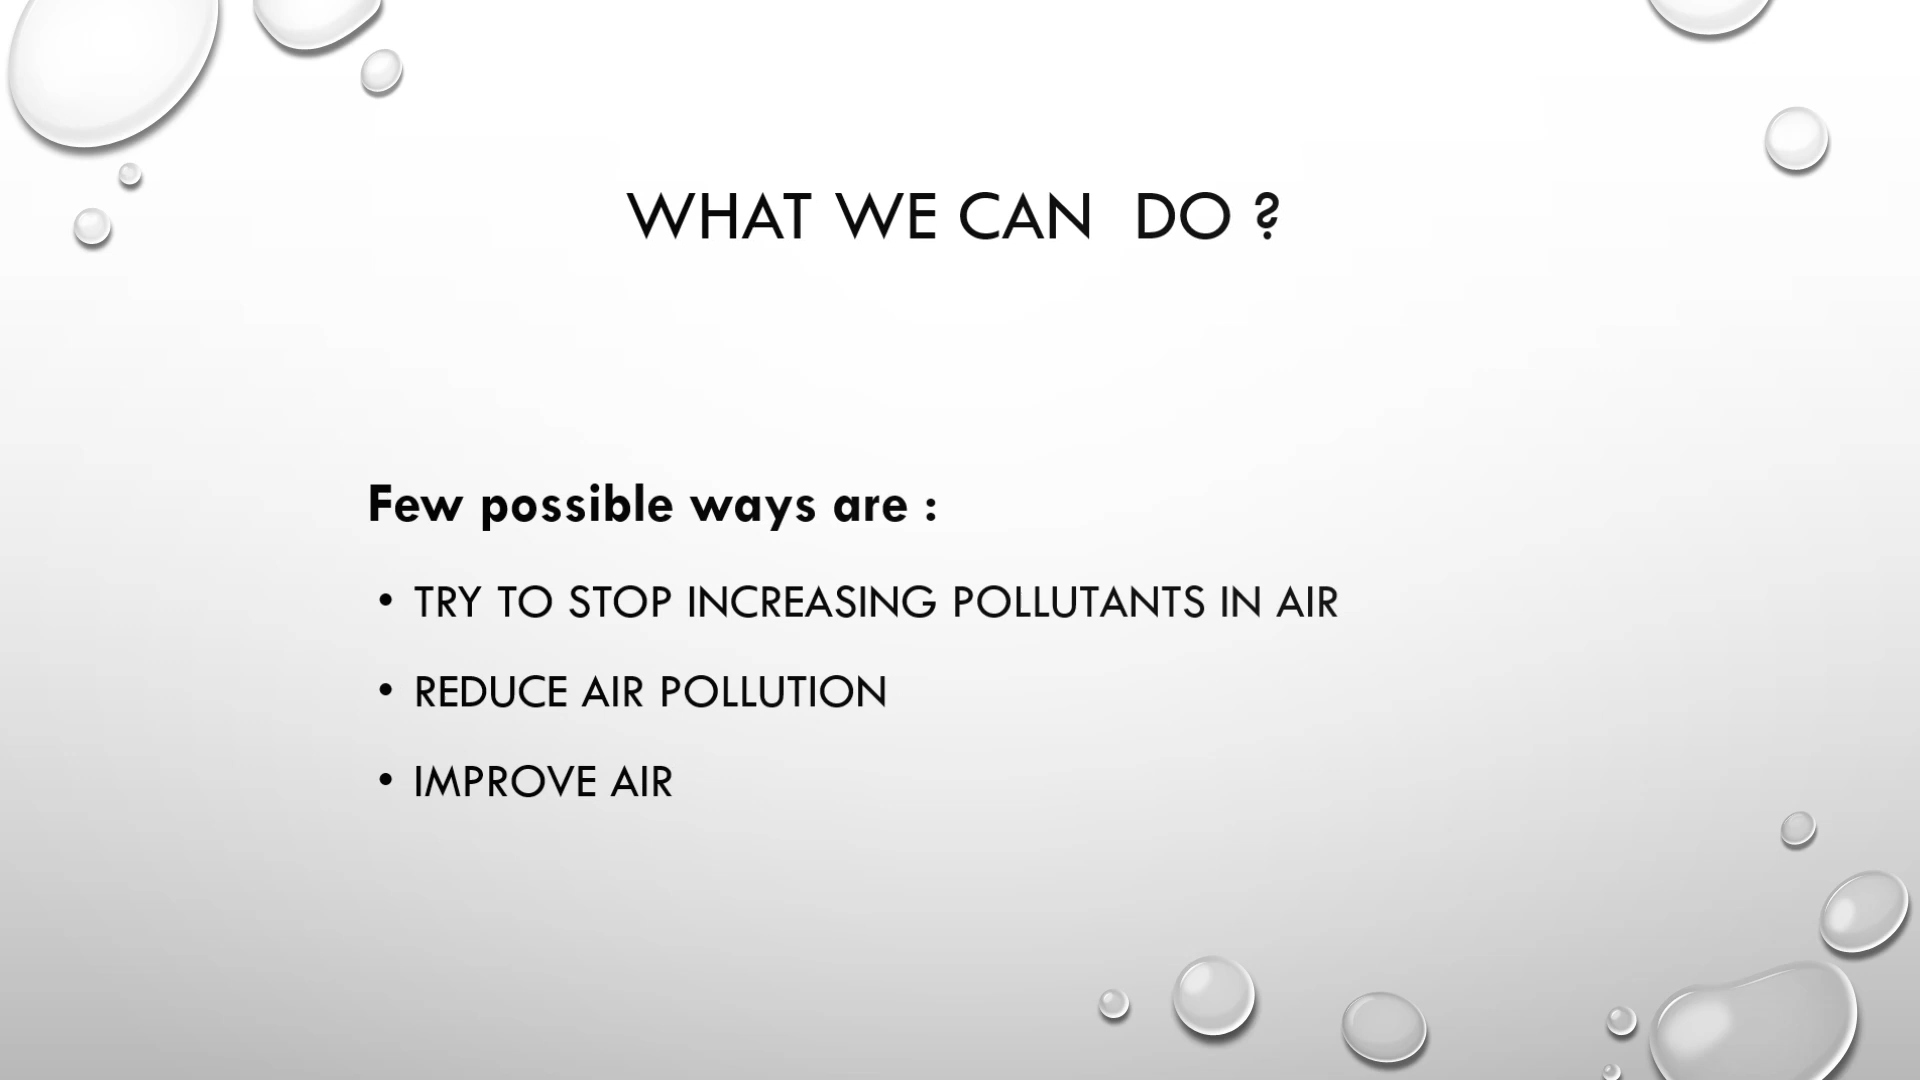 WHAT WE CAN  DO ?
Few possible ways are :
• TRY TO STOP INCREASING POLLUTANTS IN AIR
• REDUCE AIR POLLUTION
• IMPROVE AIR